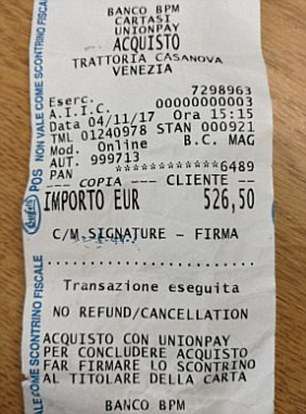 BANCO BPM
CARTASI
UNIONPAY
ACQUISTO
TRATTORIA CASANOVA
VENEZIA
Eserc. 7298963
A.I.I.C. 00000000003
Data 04/11/17 Ora 15:15
TML 01240978 STAN 000921
Mod. Online B.C. MAG
AUT. 999713
PAN ************6489
--- COPIA --- CLIENTE --
IMPORTO EUR 526,50
C/M SIGNATURE - FIRMA
Transazione eseguita
NO REFUND/CANCELLATION
ACQUISTO CON UNIONPAY
PER CONCLUDERE ACQUISTO
FAR FIRMARE LO SCONTRINO
AL TITOLARE DELLA CARTA
BANCO BPM
POS NON VALE COME SCONTRINO FISCALE
ALE COME SCONTRINO FISCALE